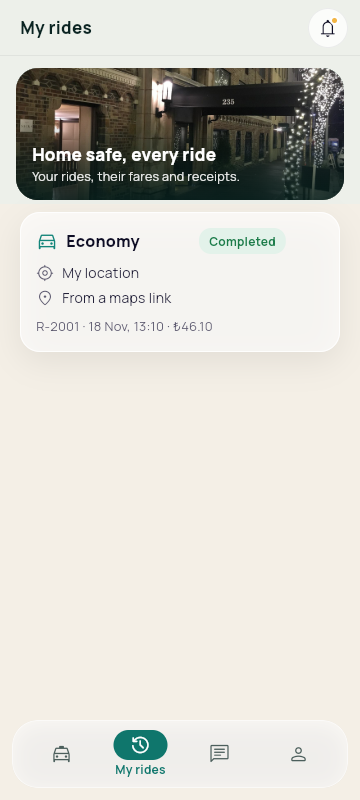 My rides
235
Home safe, every ride
Your rides, their fares and receipts.
Economy
Completed
My location
From a maps link
R-2001 · 18 Nov, 13:10 · ₺46.10
My rides